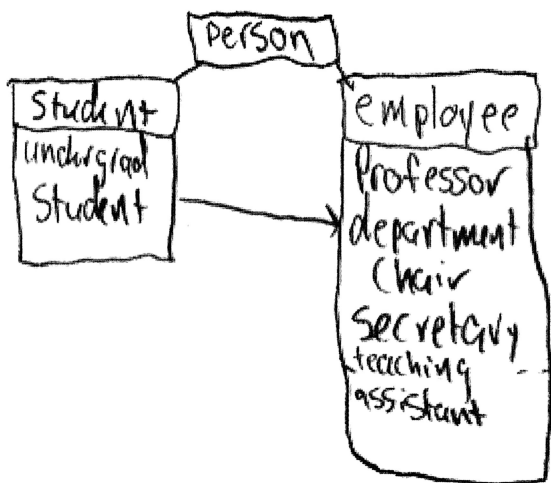 person
Student
undergrad
Student
employee
Professor
department
Chair
Secretary
teaching
assistant